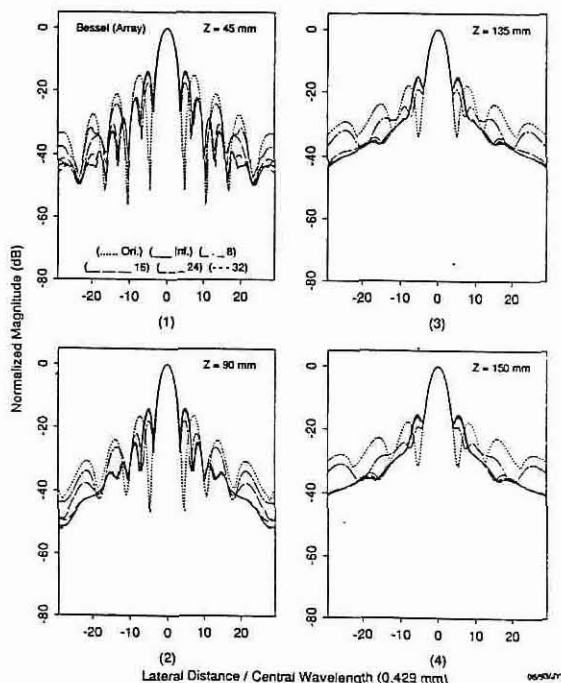 Bessel (Array) Z = 45 mm
0
-20
-40
-60
-80
(...... Ori.) (___ Inf.) (_ . _ 8)
(___ ___ 16) (_ _ _ 24) (- - - 32)
-20 -10 0 10 20
(1)
Z = 135 mm
0
-20
-40
-60
-80
-20 -10 0 10 20
(3)
Normalized Magnitude (dB)
Z = 90 mm
0
-20
-40
-60
-80
-20 -10 0 10 20
(2)
Z = 150 mm
0
-20
-40
-60
-80
-20 -10 0 10 20
(4)
Lateral Distance / Central Wavelength (0.429 mm)